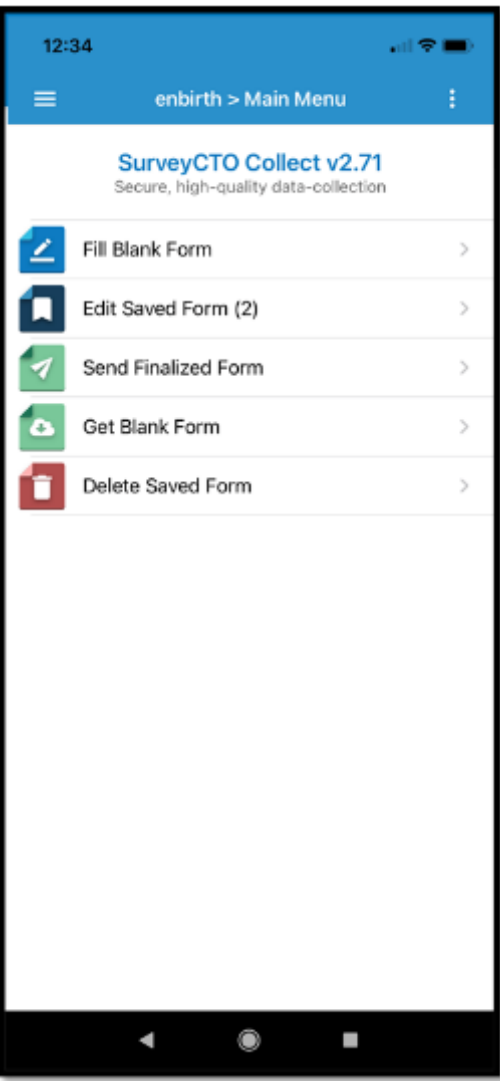 12:34
enbirth > Main Menu
SurveyCTO Collect v2.71
Secure, high-quality data-collection
Fill Blank Form
Edit Saved Form (2)
Send Finalized Form
Get Blank Form
Delete Saved Form